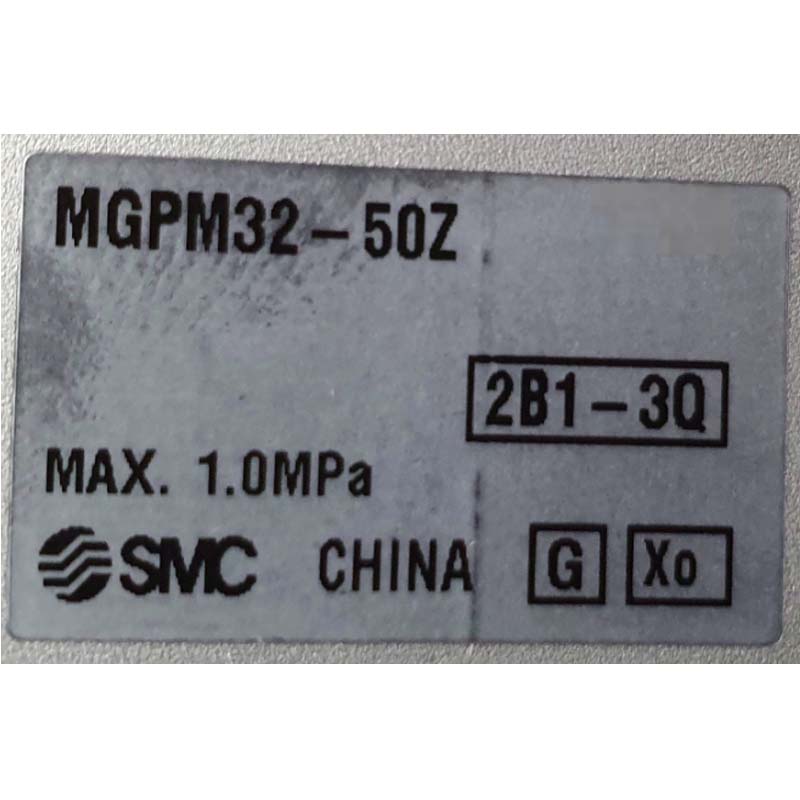 MGPM32-50Z
2B1-3Q
MAX. 1.0MPa
SMC CHINA G Xo